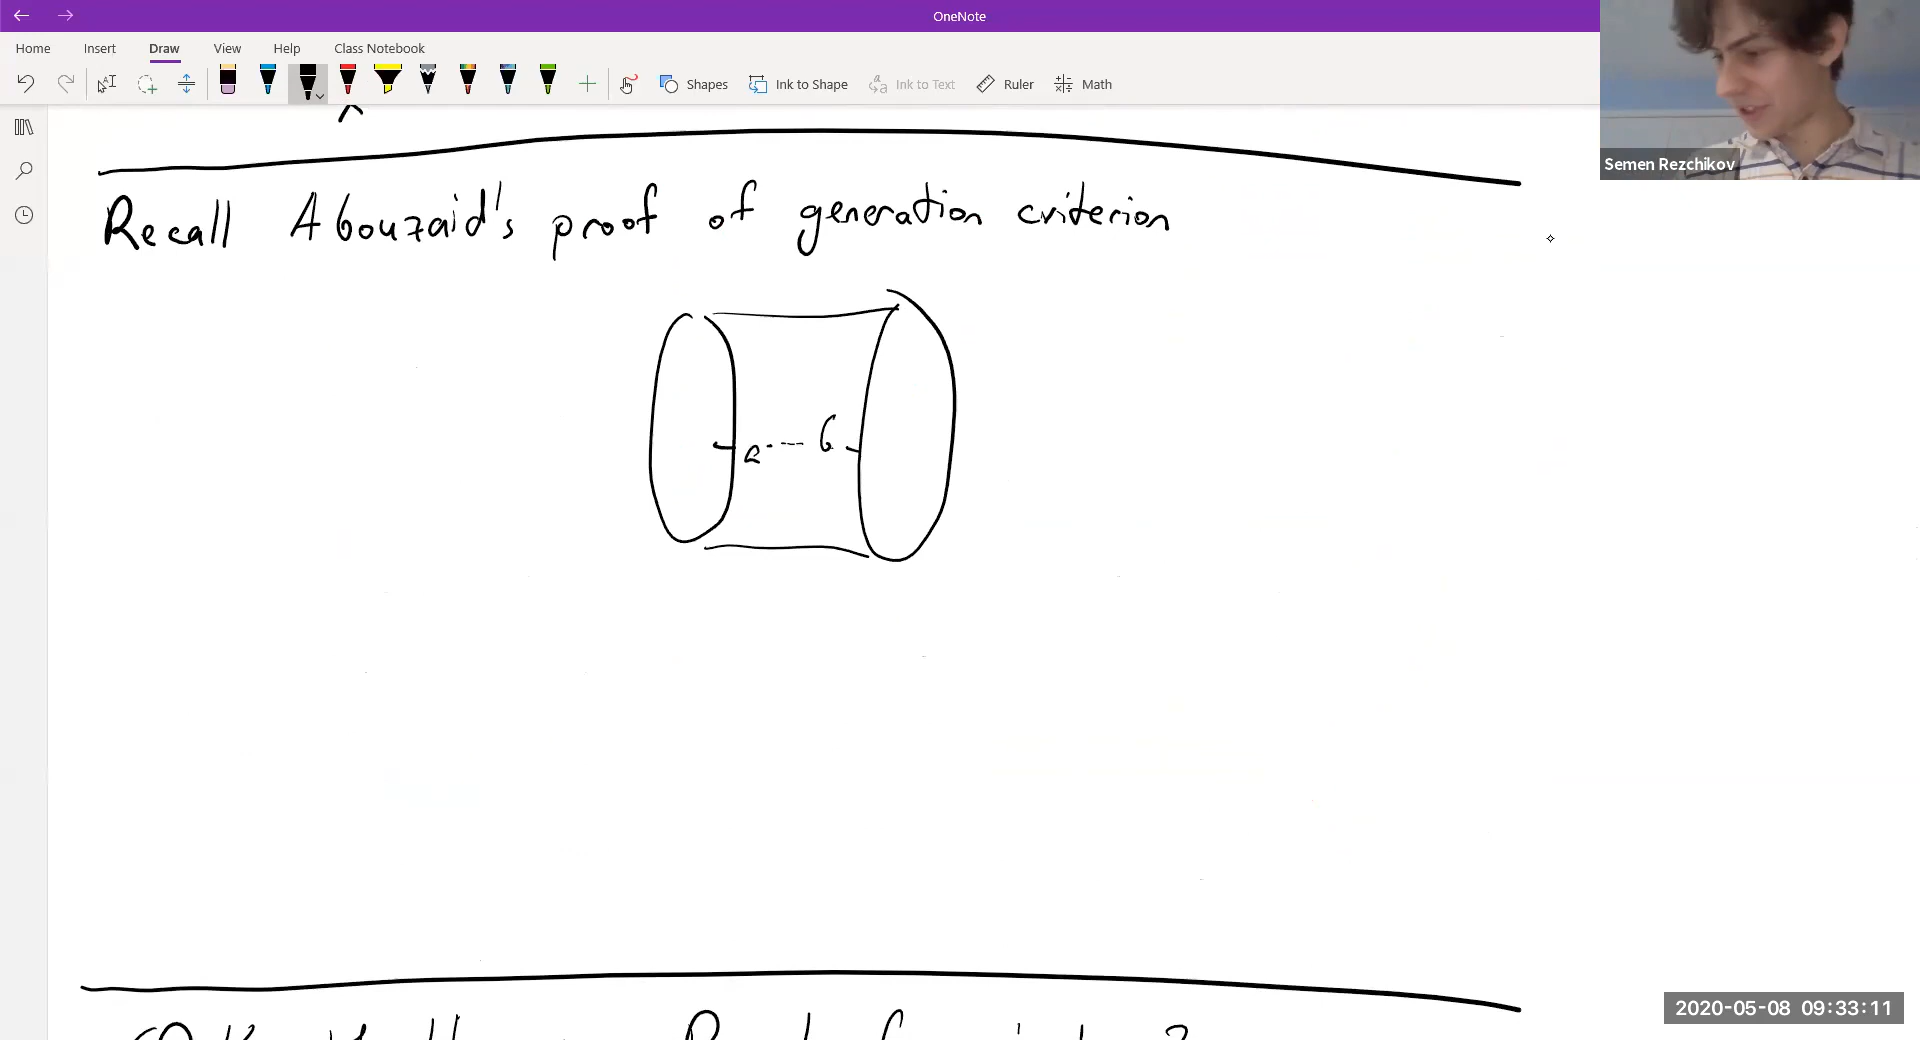 OneNote
Home Insert Draw View Help Class Notebook
Shapes Ink to Shape Ink to Text Ruler Math
Semen Rezchikov
Recall Abouzaid's proof of generation criterion
a --- b
2020-05-08 09:33:11